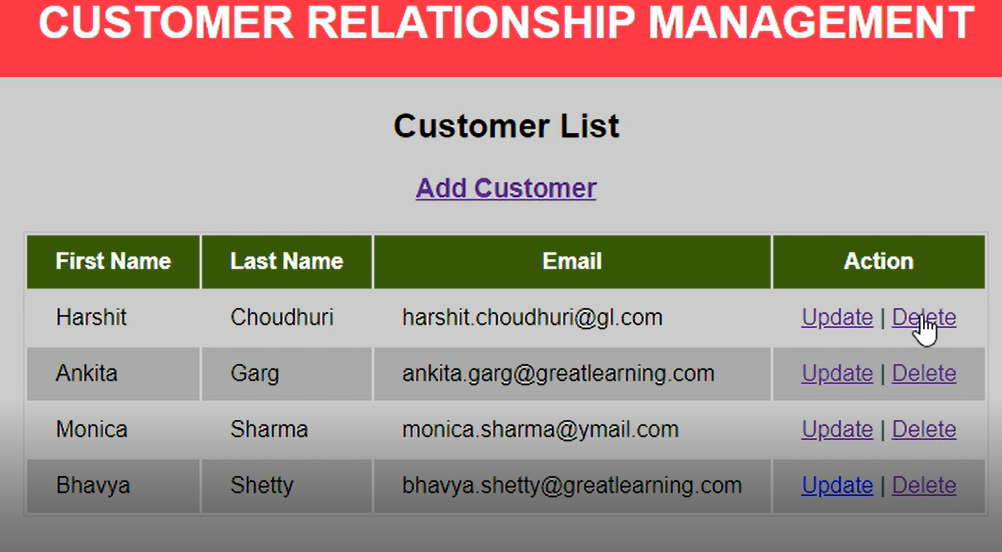 CUSTOMER RELATIONSHIP MANAGEMENT
Customer List
Add Customer
First Name Last Name Email Action
Harshit Choudhuri harshit.choudhuri@gl.com Update | Delete
Ankita Garg ankita.garg@greatlearning.com Update | Delete
Monica Sharma monica.sharma@ymail.com Update | Delete
Bhavya Shetty bhavya.shetty@greatlearning.com Update | Delete